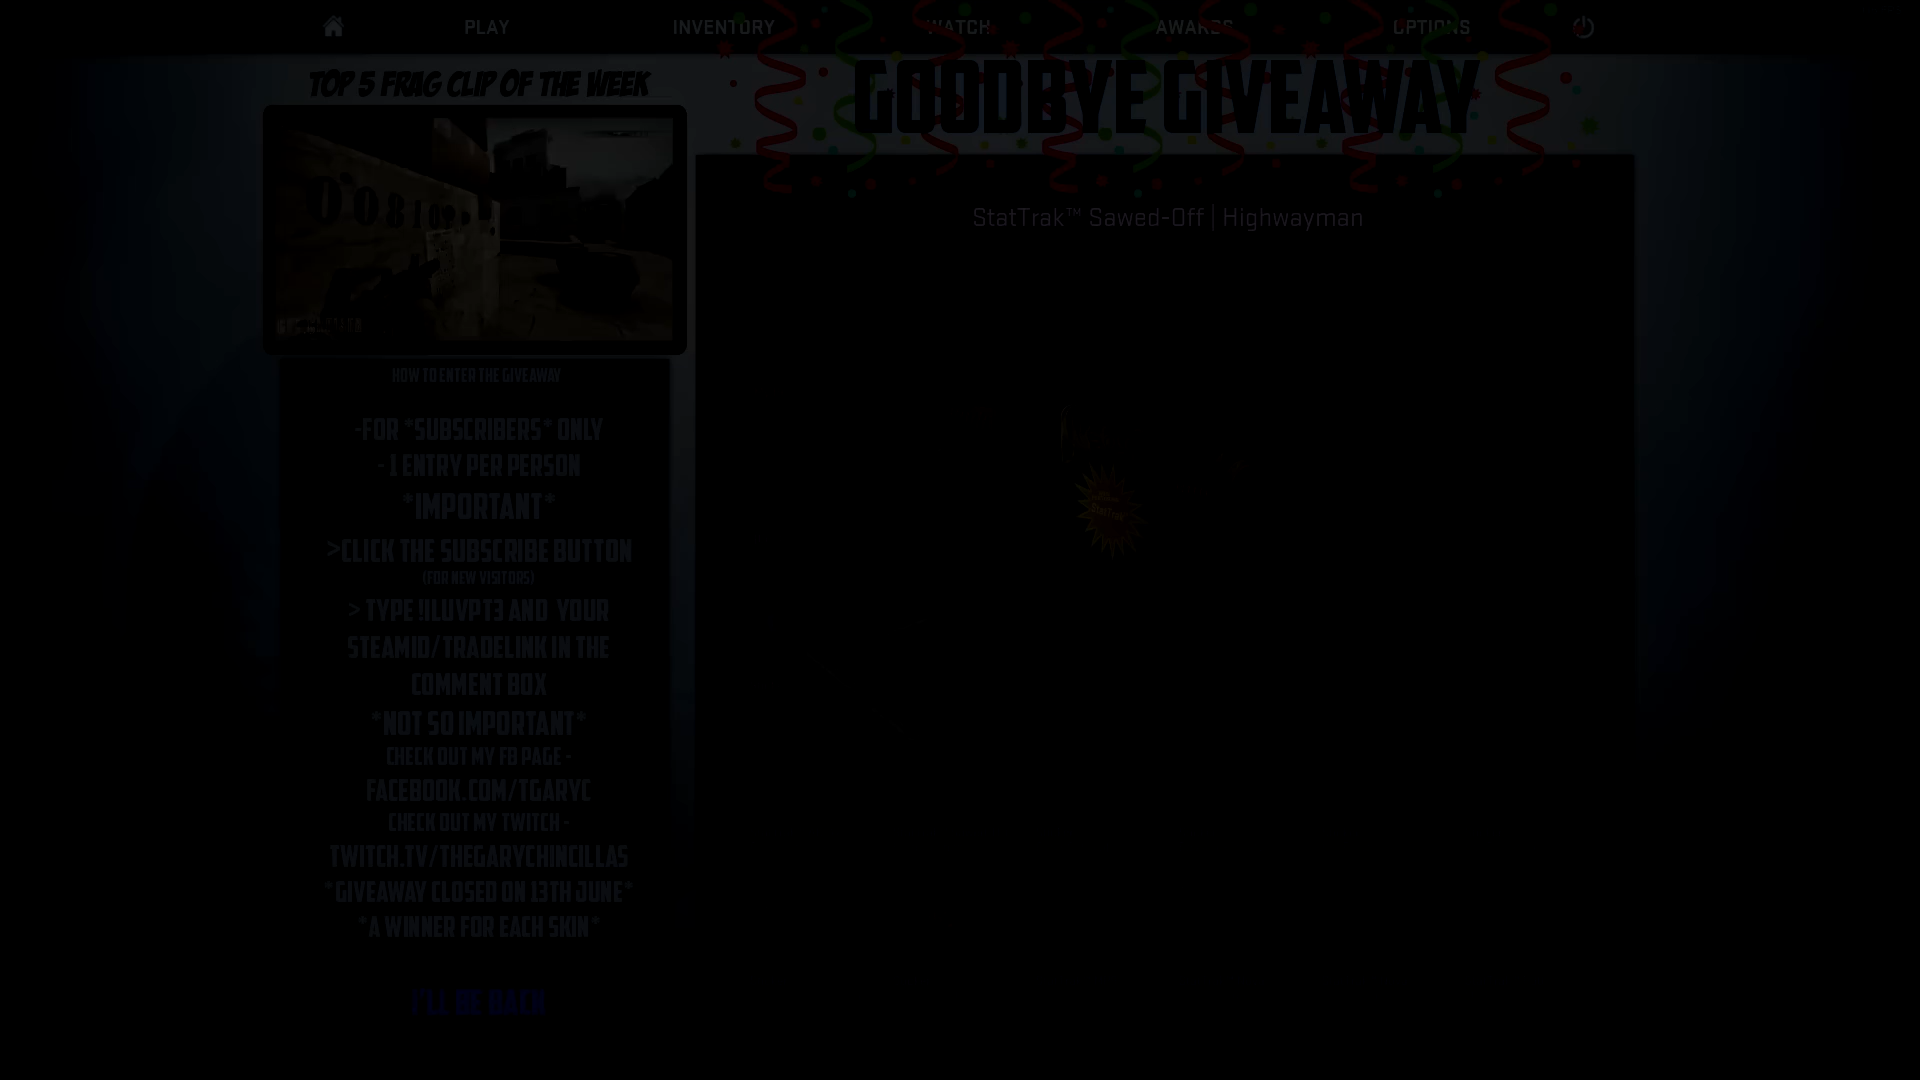 PLAY
INVENTORY
WATCH
AWARDS
OPTIONS
TOP 5 FRAG CLIP OF THE WEEK
GOODBYE GIVEAWAY
StatTrak™ Sawed-Off | Highwayman
HOW TO ENTER THE GIVEAWAY
-FOR *SUBSCRIBERS* ONLY
- 1 ENTRY PER PERSON
*IMPORTANT*
>CLICK THE SUBSCRIBE BUTTON
(FOR NEW VISITORS)
> TYPE !ILUVPT3 AND YOUR
STEAMID/TRADELINK IN THE
COMMENT BOX
*NOT SO IMPORTANT*
CHECK OUT MY FB PAGE -
FACEBOOK.COM/TGARYC
CHECK OUT MY TWITCH -
TWITCH.TV/THEGARYCHINCILLAS
*GIVEAWAY CLOSED ON 13TH JUNE*
*A WINNER FOR EACH SKIN*
I'LL BE BACK